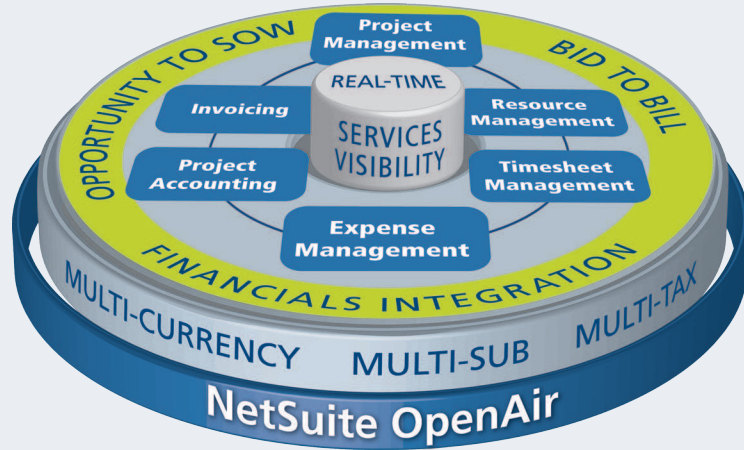 Project
Management
OPPORTUNITY TO SOW
BID TO BILL
REAL-TIME
SERVICES
VISIBILITY
Invoicing
Resource
Management
Project
Accounting
Timesheet
Management
Expense
Management
FINANCIALS INTEGRATION
MULTI-CURRENCY
MULTI-SUB
MULTI-TAX
NetSuite OpenAir